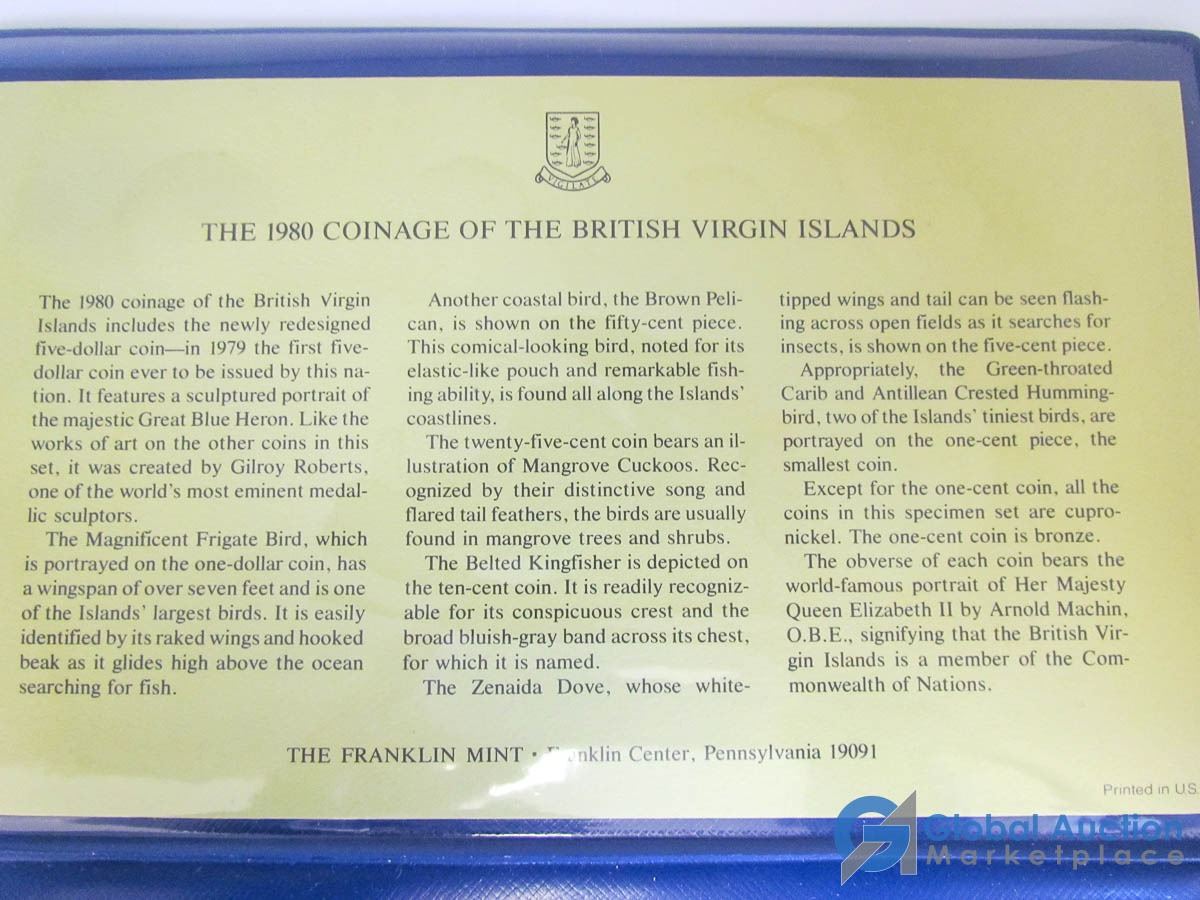 VIGILATE
THE 1980 COINAGE OF THE BRITISH VIRGIN ISLANDS
The 1980 coinage of the British Virgin
Islands includes the newly redesigned
five-dollar coin—in 1979 the first five-
dollar coin ever to be issued by this na-
tion. It features a sculptured portrait of
the majestic Great Blue Heron. Like the
works of art on the other coins in this
set, it was created by Gilroy Roberts,
one of the world's most eminent medal-
lic sculptors.
The Magnificent Frigate Bird, which
is portrayed on the one-dollar coin, has
a wingspan of over seven feet and is one
of the Islands' largest birds. It is easily
identified by its raked wings and hooked
beak as it glides high above the ocean
searching for fish.
Another coastal bird, the Brown Peli-
can, is shown on the fifty-cent piece.
This comical-looking bird, noted for its
elastic-like pouch and remarkable fish-
ing ability, is found all along the Islands'
coastlines.
The twenty-five-cent coin bears an il-
lustration of Mangrove Cuckoos. Rec-
ognized by their distinctive song and
flared tail feathers, the birds are usually
found in mangrove trees and shrubs.
The Belted Kingfisher is depicted on
the ten-cent coin. It is readily recogniz-
able for its conspicuous crest and the
broad bluish-gray band across its chest,
for which it is named.
The Zenaida Dove, whose white-
tipped wings and tail can be seen flash-
ing across open fields as it searches for
insects, is shown on the five-cent piece.
Appropriately, the Green-throated
Carib and Antillean Crested Humming-
bird, two of the Islands' tiniest birds, are
portrayed on the one-cent piece, the
smallest coin.
Except for the one-cent coin, all the
coins in this specimen set are cupro-
nickel. The one-cent coin is bronze.
The obverse of each coin bears the
world-famous portrait of Her Majesty
Queen Elizabeth II by Arnold Machin,
O.B.E., signifying that the British Vir-
gin Islands is a member of the Com-
monwealth of Nations.
THE FRANKLIN MINT • Franklin Center, Pennsylvania 19091
Printed in U.S.
Global Auction
Marketplace